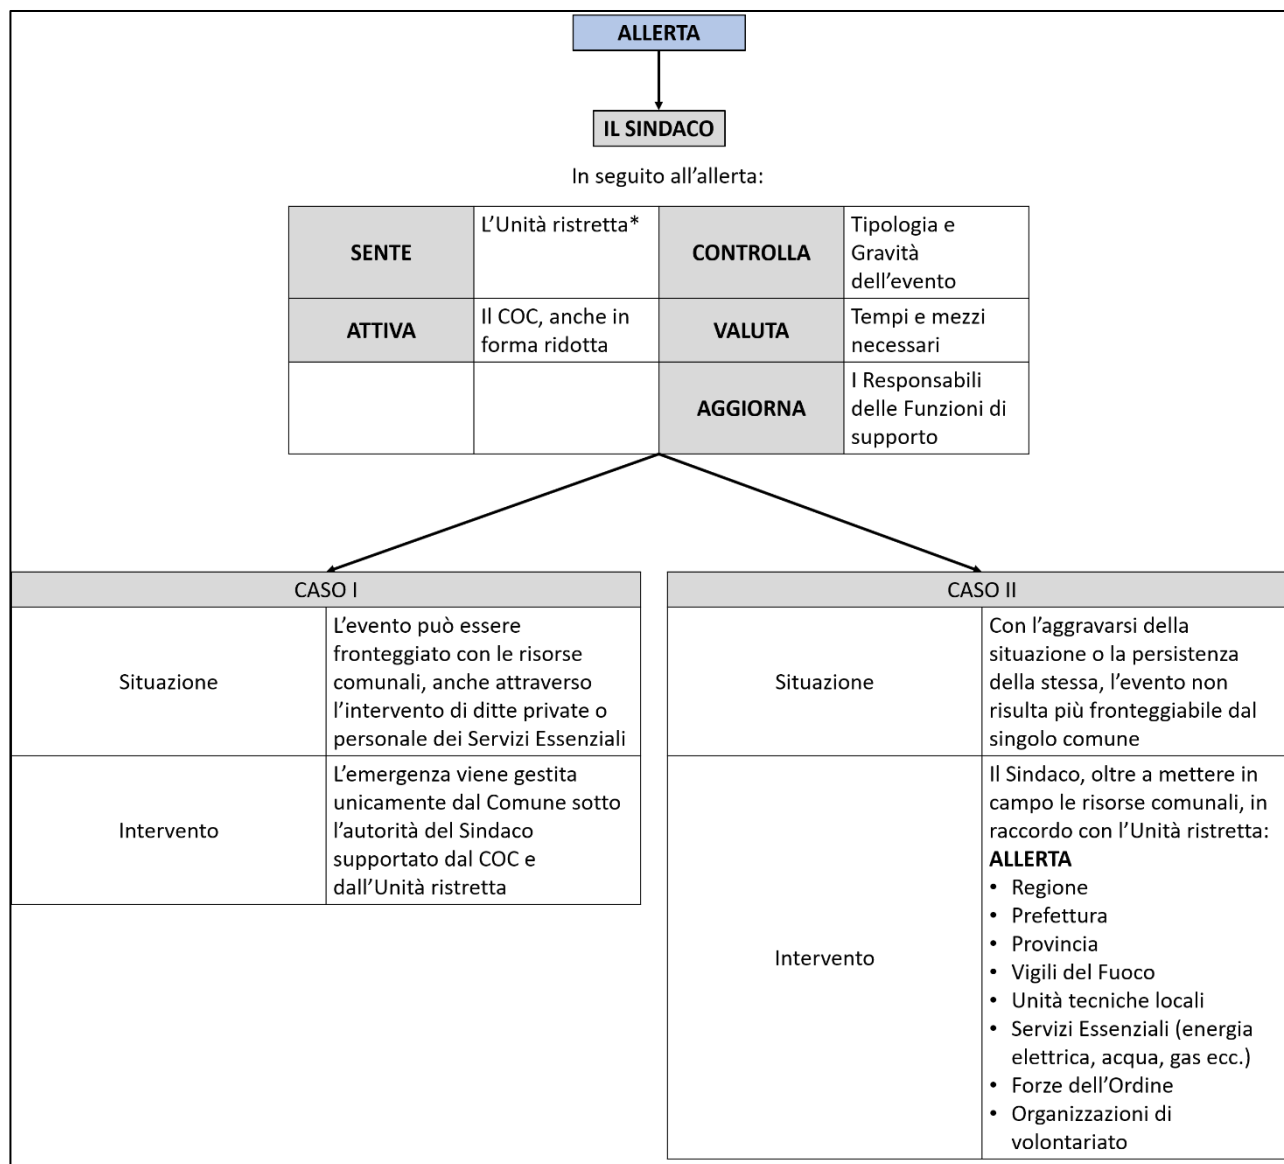 ALLERTA
IL SINDACO
In seguito all’allerta:
SENTE
L’Unità ristretta*
CONTROLLA
Tipologia e
Gravità
dell’evento
ATTIVA
Il COC, anche in
forma ridotta
VALUTA
Tempi e mezzi
necessari
AGGIORNA
I Responsabili
delle Funzioni di
supporto
CASO I
Situazione
L’evento può essere
fronteggiato con le risorse
comunali, anche attraverso
l’intervento di ditte private o
personale dei Servizi Essenziali
Intervento
L’emergenza viene gestita
unicamente dal Comune sotto
l’autorità del Sindaco
supportato dal COC e
dall’Unità ristretta
CASO II
Situazione
Con l’aggravarsi della
situazione o la persistenza
della stessa, l’evento non
risulta più fronteggiabile dal
singolo comune
Intervento
Il Sindaco, oltre a mettere in
campo le risorse comunali, in
raccordo con l’Unità ristretta:
ALLERTA
• Regione
• Prefettura
• Provincia
• Vigili del Fuoco
• Unità tecniche locali
• Servizi Essenziali (energia
elettrica, acqua, gas ecc.)
• Forze dell’Ordine
• Organizzazioni di
volontariato